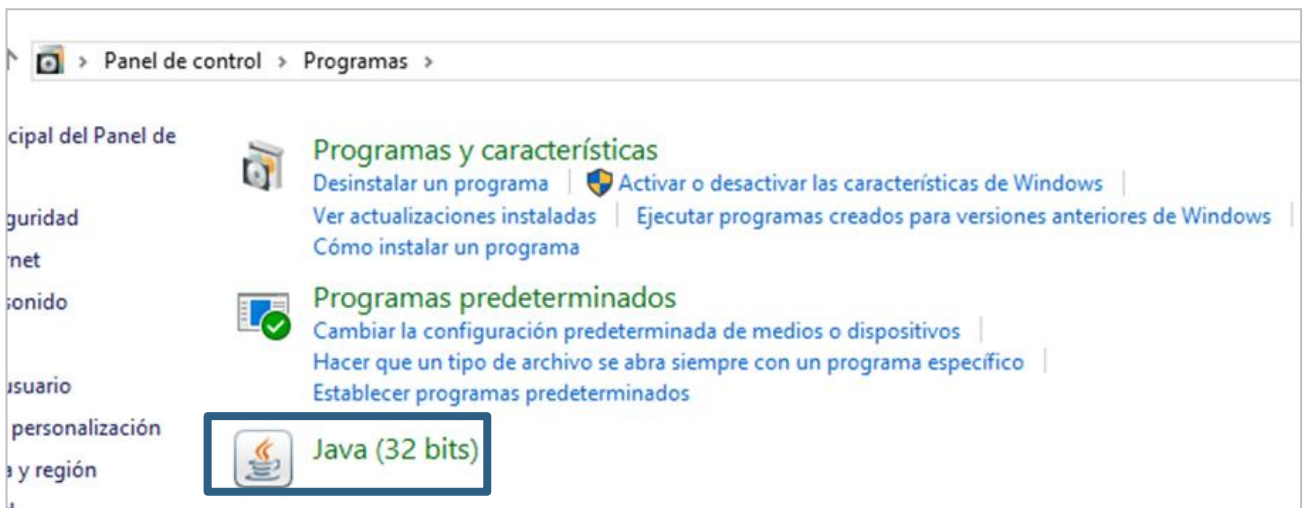 Panel de control > Programas >
cipal del Panel de
guridad
rnet
sonido
usuario
personalización
a y región
Programas y características
Desinstalar un programa | Activar o desactivar las características de Windows |
Ver actualizaciones instaladas | Ejecutar programas creados para versiones anteriores de Windows |
Cómo instalar un programa
Programas predeterminados
Cambiar la configuración predeterminada de medios o dispositivos |
Hacer que un tipo de archivo se abra siempre con un programa específico |
Establecer programas predeterminados
Java (32 bits)